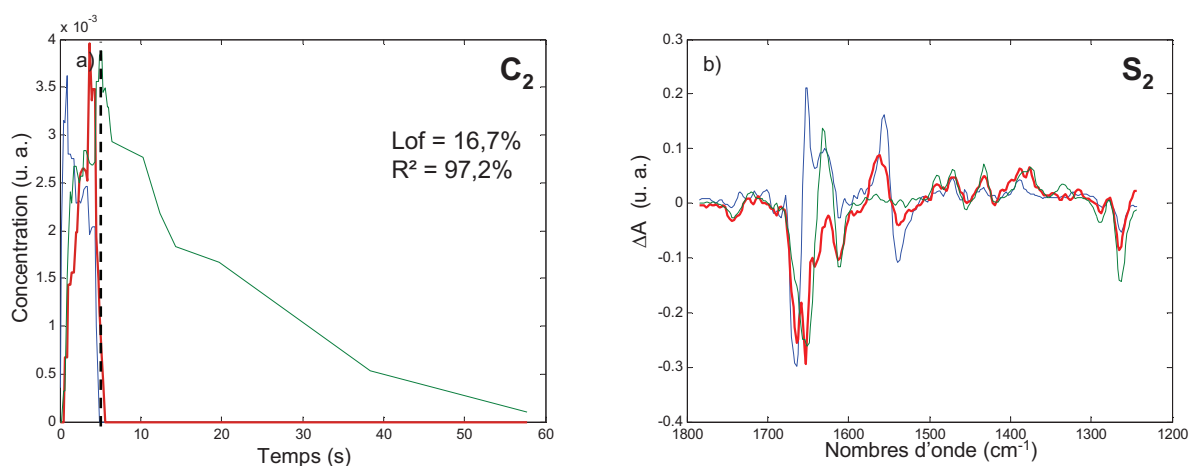 x 10⁻³
a)
C₂
4
3.5
3
2.5
2
1.5
1
0.5
0
Lof = 16,7%
R² = 97,2%
0 10 20 30 40 50 60
Concentration (u. a.)
Temps (s)
b)
S₂
0.3
0.2
0.1
0
-0.1
-0.2
-0.3
-0.4
1800 1700 1600 1500 1400 1300 1200
ΔA (u. a.)
Nombres d'onde (cm⁻¹)